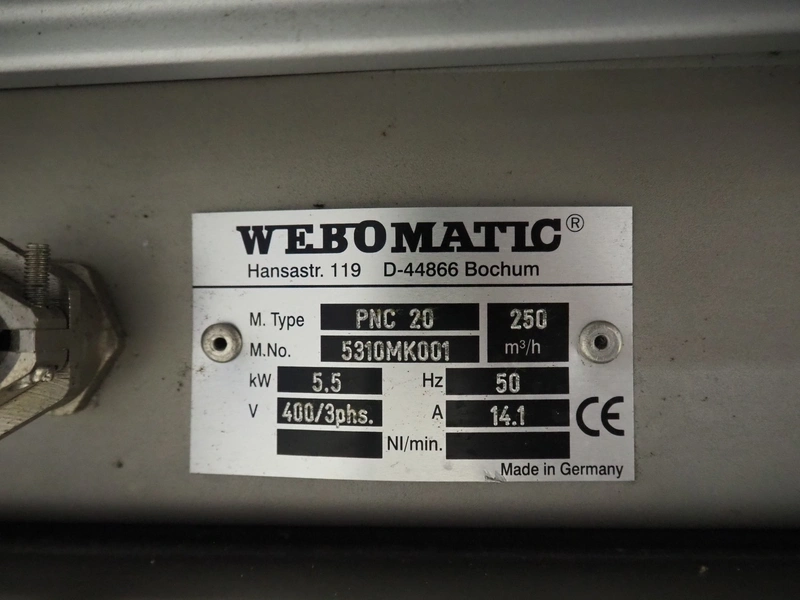 WEBOMATIC®
Hansastr. 119 D-44866 Bochum
M. Type PNC 20 250
M.No. 5310MK001 m³/h
kW 5,5 Hz 50
V 400/3phs. A 14.1
Nl/min.
CE
Made in Germany